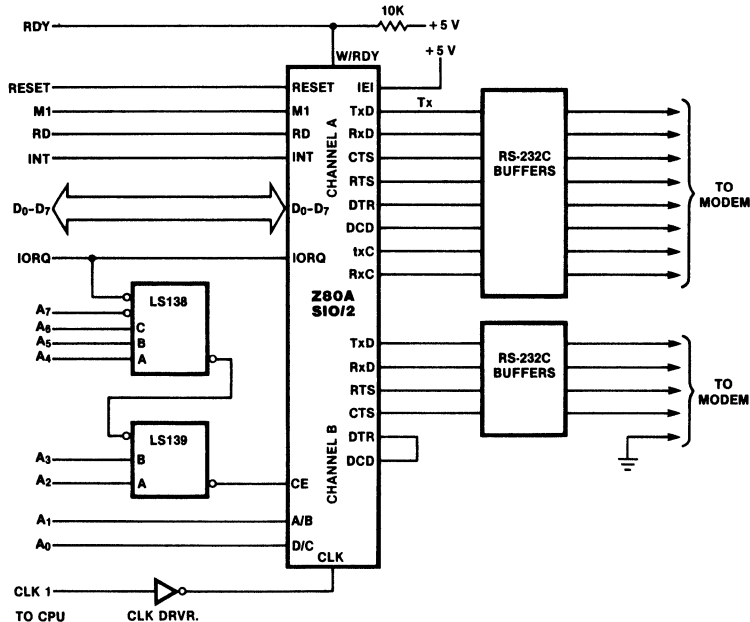 10K
RDY
+5 V
W/RDY
+5 V
RESET
RESET
IEI
M1
M1
TxD
Tx
RD
RD
RxD
INT
INT
CTS
CHANNEL A
RTS
RS-232C
BUFFERS
D0-D7
D0-D7
DTR
DCD
TO
MODEM
IORQ
IORQ
txC
RxC
LS138
Z80A
SIO/2
A7
A6
C
A5
B
A4
A
TxD
RxD
RTS
CTS
RS-232C
BUFFERS
TO
MODEM
LS139
A3
B
A2
A
CE
DTR
DCD
CHANNEL B
A1
A/B
A0
D/C
CLK
CLK 1
TO CPU
CLK DRVR.